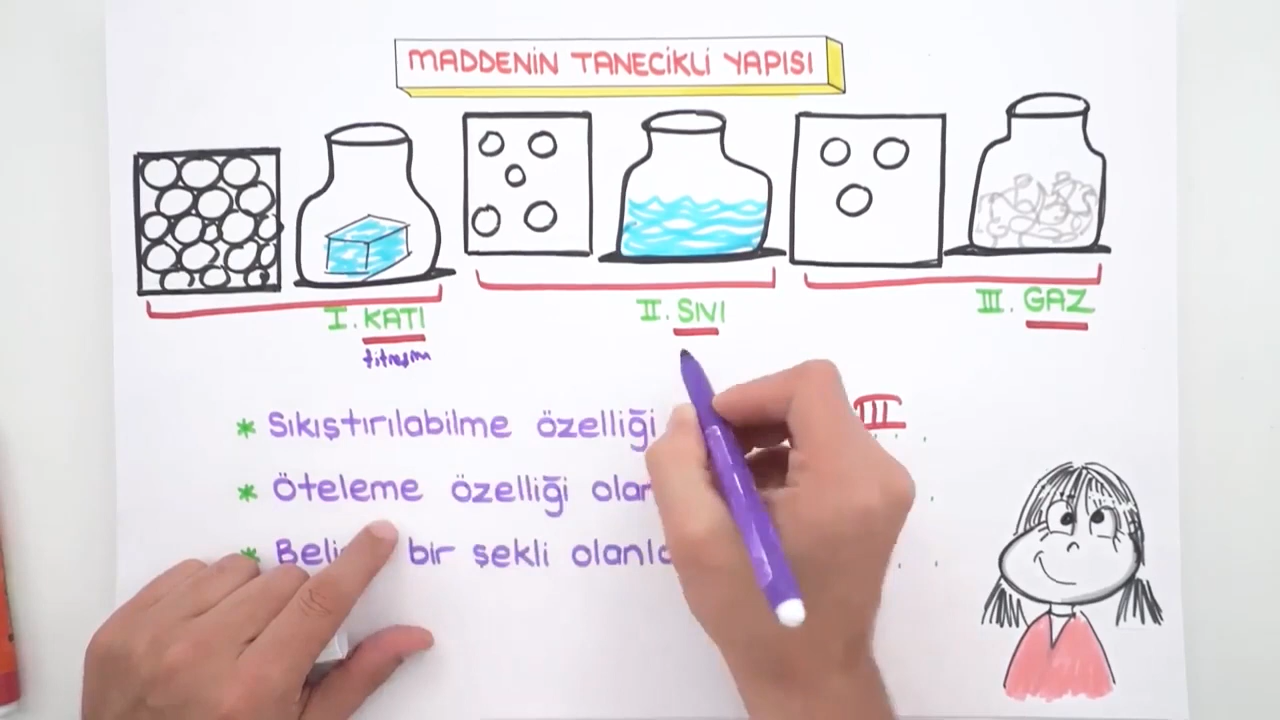 MADDENİN TANECİKLİ YAPISI
I. KATI
II. SIVI
III. GAZ
titreşim
* Sıkıştırılabilme özelliği III . .
* Öteleme özelliği olan .
* bir şekli olanla . .